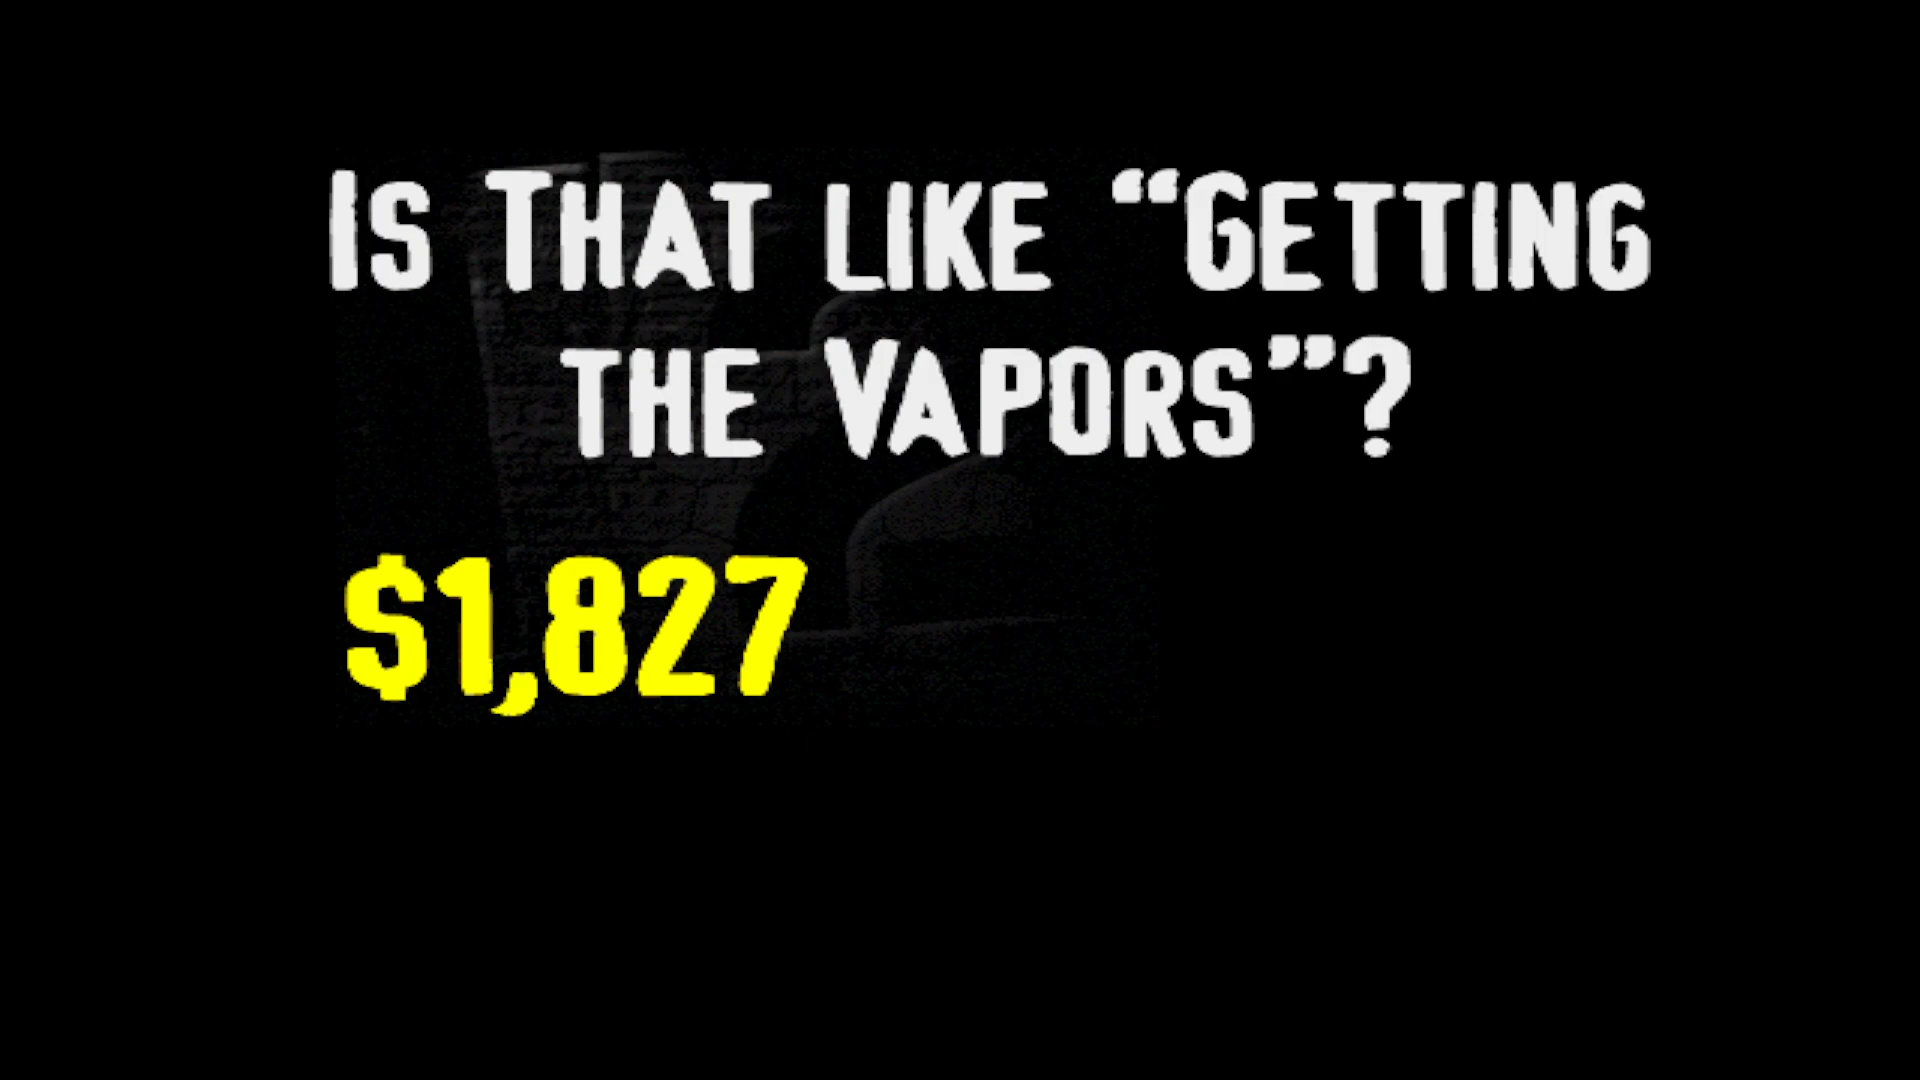 Is That like “Getting
the Vapors”?
$1,827